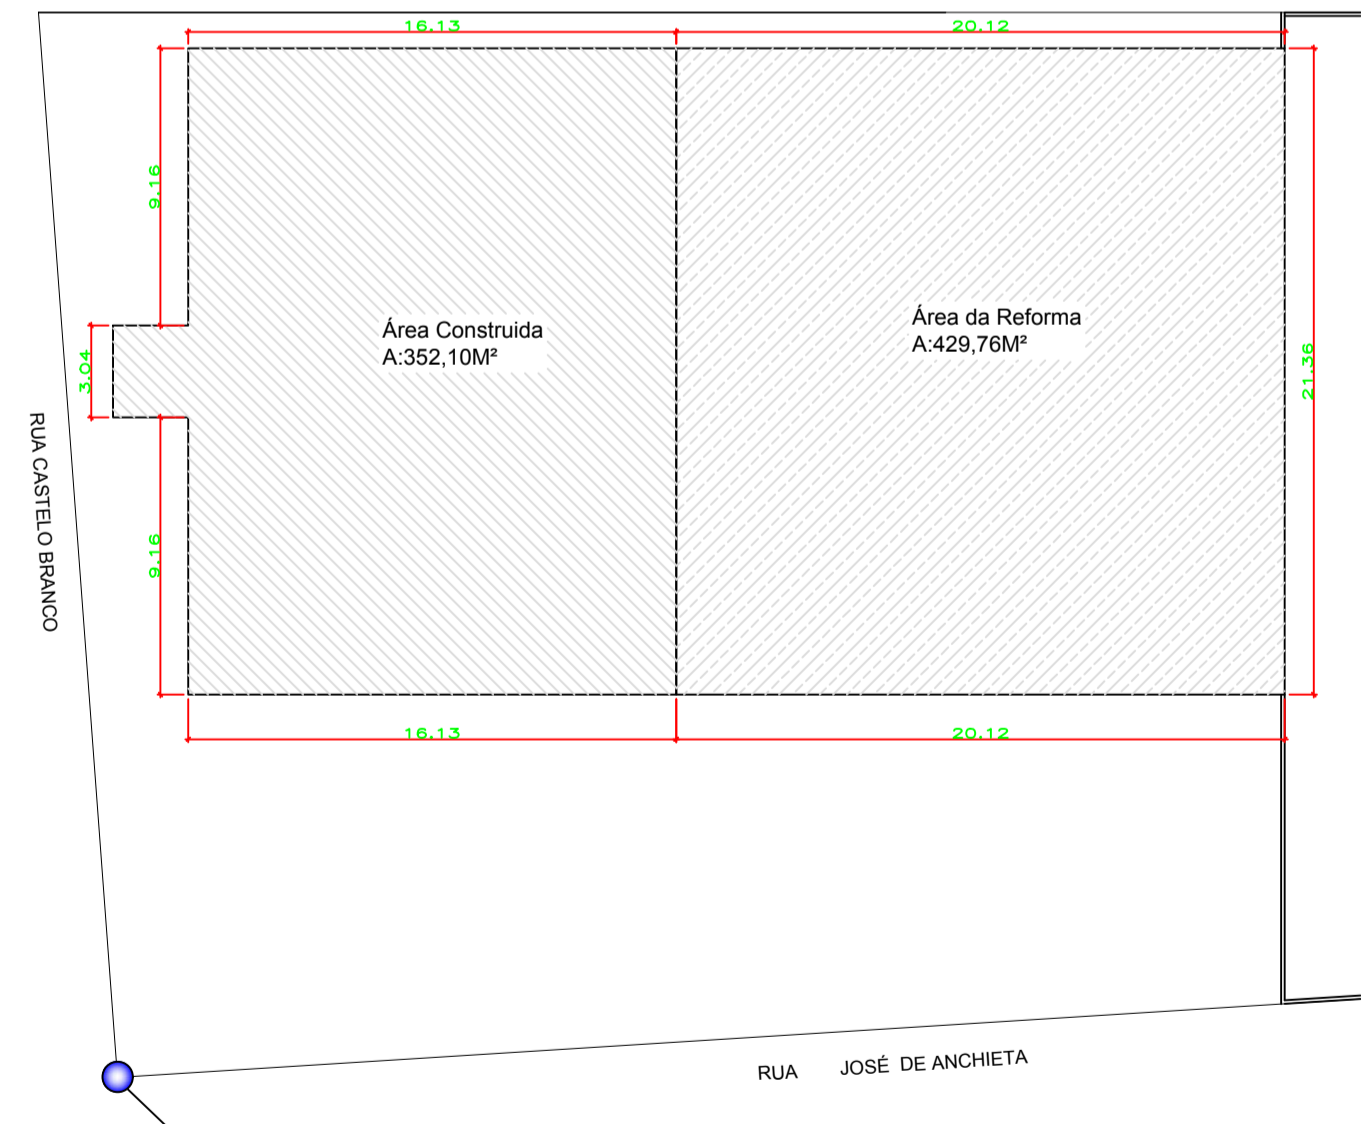 16.13
20.12
9.16
Área Construida
A:352,10M²
Área da Reforma
A:429,76M²
3.04
21.36
RUA CASTELO BRANCO
9.16
16.13
20.12
RUA JOSÉ DE ANCHIETA